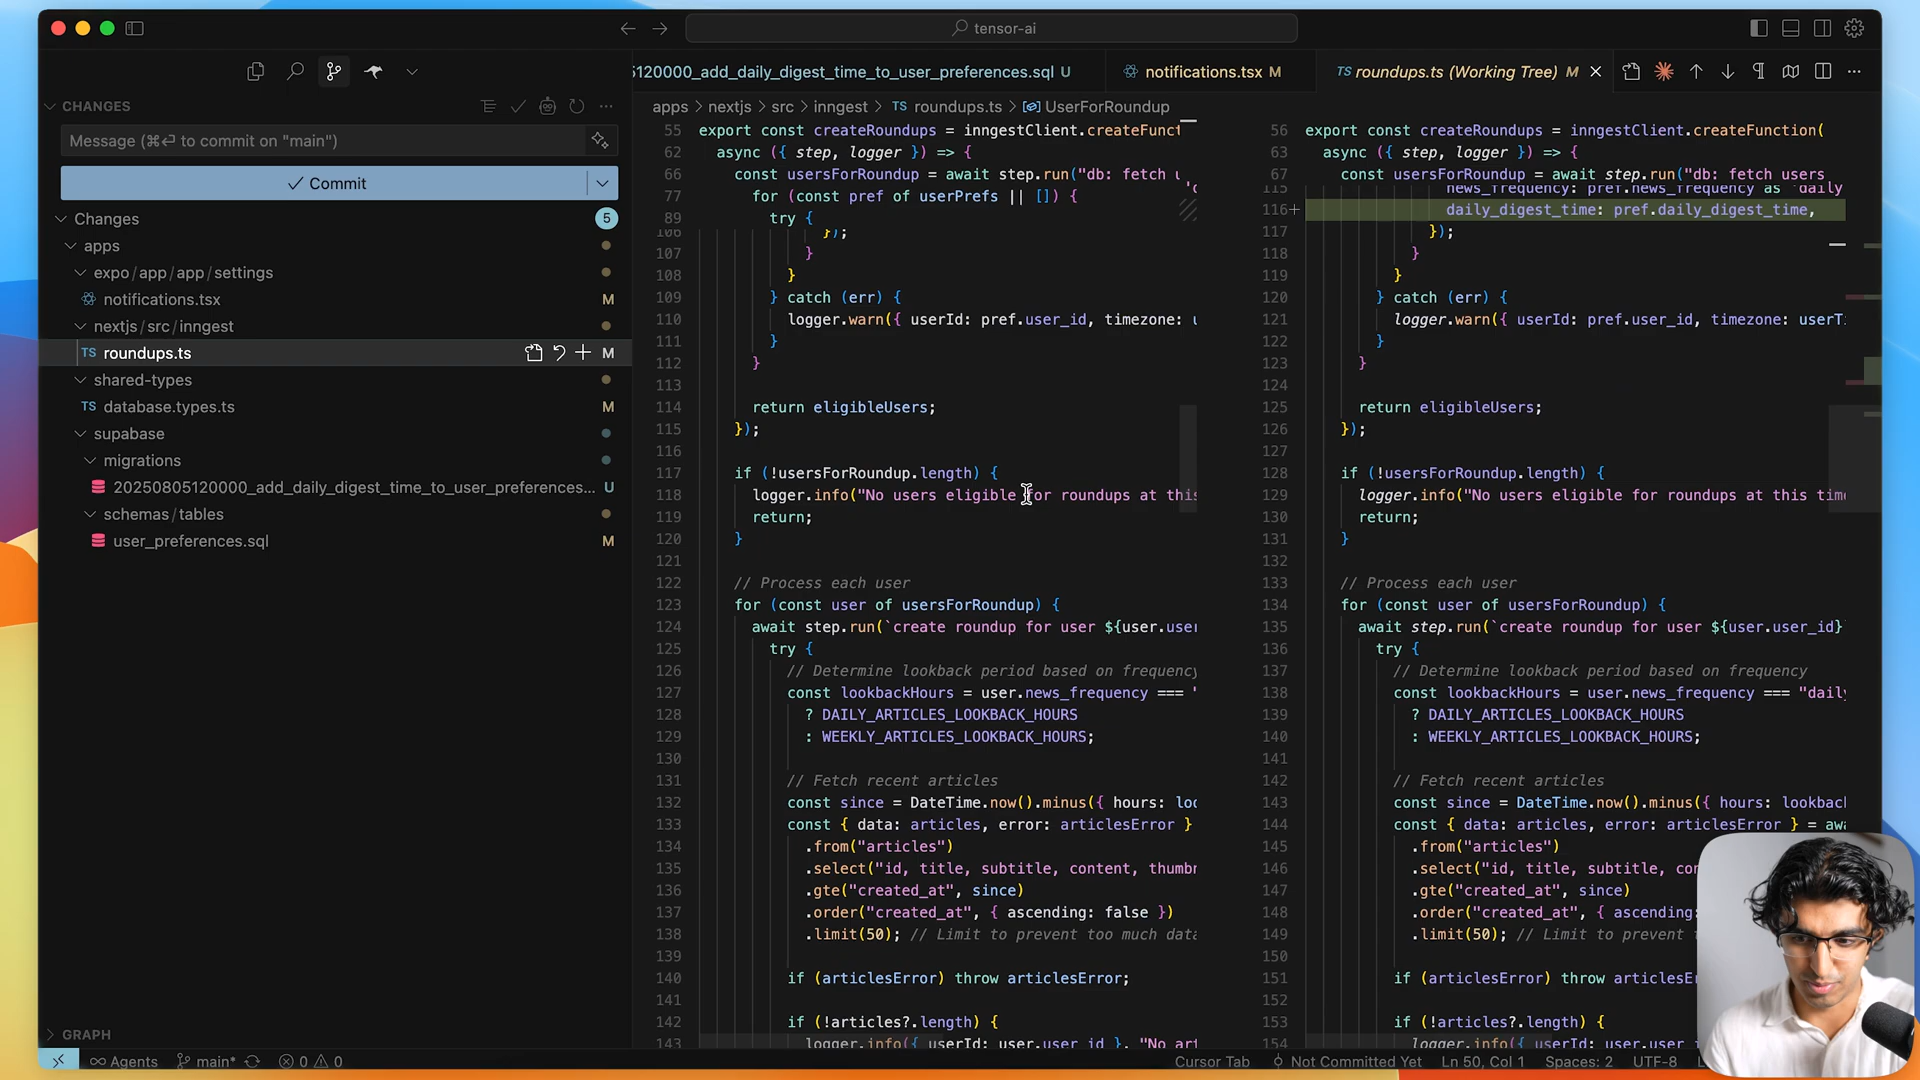 tensor-ai
5120000_add_daily_digest_time_to_user_preferences.sql U
notifications.tsx M
TS roundups.ts (Working Tree) M
CHANGES
apps > nextjs > src > inngest > TS roundups.ts > UserForRoundup
Message (⌘⏎ to commit on "main")
Commit
Changes 5
apps
expo/app/app/settings
notifications.tsx M
nextjs/src/inngest
TS roundups.ts M
shared-types
TS database.types.ts M
supabase
migrations
20250805120000_add_daily_digest_time_to_user_preferences... U
schemas/tables
user_preferences.sql M
GRAPH
55 export const createRoundups = inngestClient.createFunct
62 async ({ step, logger }) => {
66 const usersForRoundup = await step.run("db: fetch u
77 for (const pref of userPrefs || []) {
89 try {
106 });
107 }
108 }
109 } catch (err) {
110 logger.warn({ userId: pref.user_id, timezone: u
111 }
112 }
113
114 return eligibleUsers;
115 });
116
117 if (!usersForRoundup.length) {
118 logger.info("No users eligible for roundups at this
119 return;
120 }
121
122 // Process each user
123 for (const user of usersForRoundup) {
124 await step.run(`create roundup for user ${user.user
125 try {
126 // Determine lookback period based on frequency
127 const lookbackHours = user.news_frequency === "
128 ? DAILY_ARTICLES_LOOKBACK_HOURS
129 : WEEKLY_ARTICLES_LOOKBACK_HOURS;
130
131 // Fetch recent articles
132 const since = DateTime.now().minus({ hours: loo
133 const { data: articles, error: articlesError }
134 .from("articles")
135 .select("id, title, subtitle, content, thumbn
136 .gte("created_at", since)
137 .order("created_at", { ascending: false })
138 .limit(50); // Limit to prevent too much data
139
140 if (articlesError) throw articlesError;
141
142 if (!articles?.length) {
143 logger.info({ userId: user.user_id }, "No art
56 export const createRoundups = inngestClient.createFunction(
63 async ({ step, logger }) => {
67 const usersForRoundup = await step.run("db: fetch users
115 news_frequency: pref.news_frequency as "daily
116+ daily_digest_time: pref.daily_digest_time,
117 });
118 }
119 }
120 } catch (err) {
121 logger.warn({ userId: pref.user_id, timezone: userTi
122 }
123 }
124
125 return eligibleUsers;
126 });
127
128 if (!usersForRoundup.length) {
129 logger.info("No users eligible for roundups at this time
130 return;
131 }
132
133 // Process each user
134 for (const user of usersForRoundup) {
135 await step.run(`create roundup for user ${user.user_id}
136 try {
137 // Determine lookback period based on frequency
138 const lookbackHours = user.news_frequency === "daily
139 ? DAILY_ARTICLES_LOOKBACK_HOURS
140 : WEEKLY_ARTICLES_LOOKBACK_HOURS;
141
142 // Fetch recent articles
143 const since = DateTime.now().minus({ hours: lookback
144 const { data: articles, error: articlesError } = awa
145 .from("articles")
146 .select("id, title, subtitle, co
147 .gte("created_at", since)
148 .order("created_at", { ascending:
149 .limit(50); // Limit to prevent
150
151 if (articlesError) throw articlesE
152
153 if (!articles?.length) {
154 logger.info({ userId: user.user
Agents main* 0 0
Cursor Tab Not Committed Yet Ln 50, Col 1 Spaces: 2 UTF-8